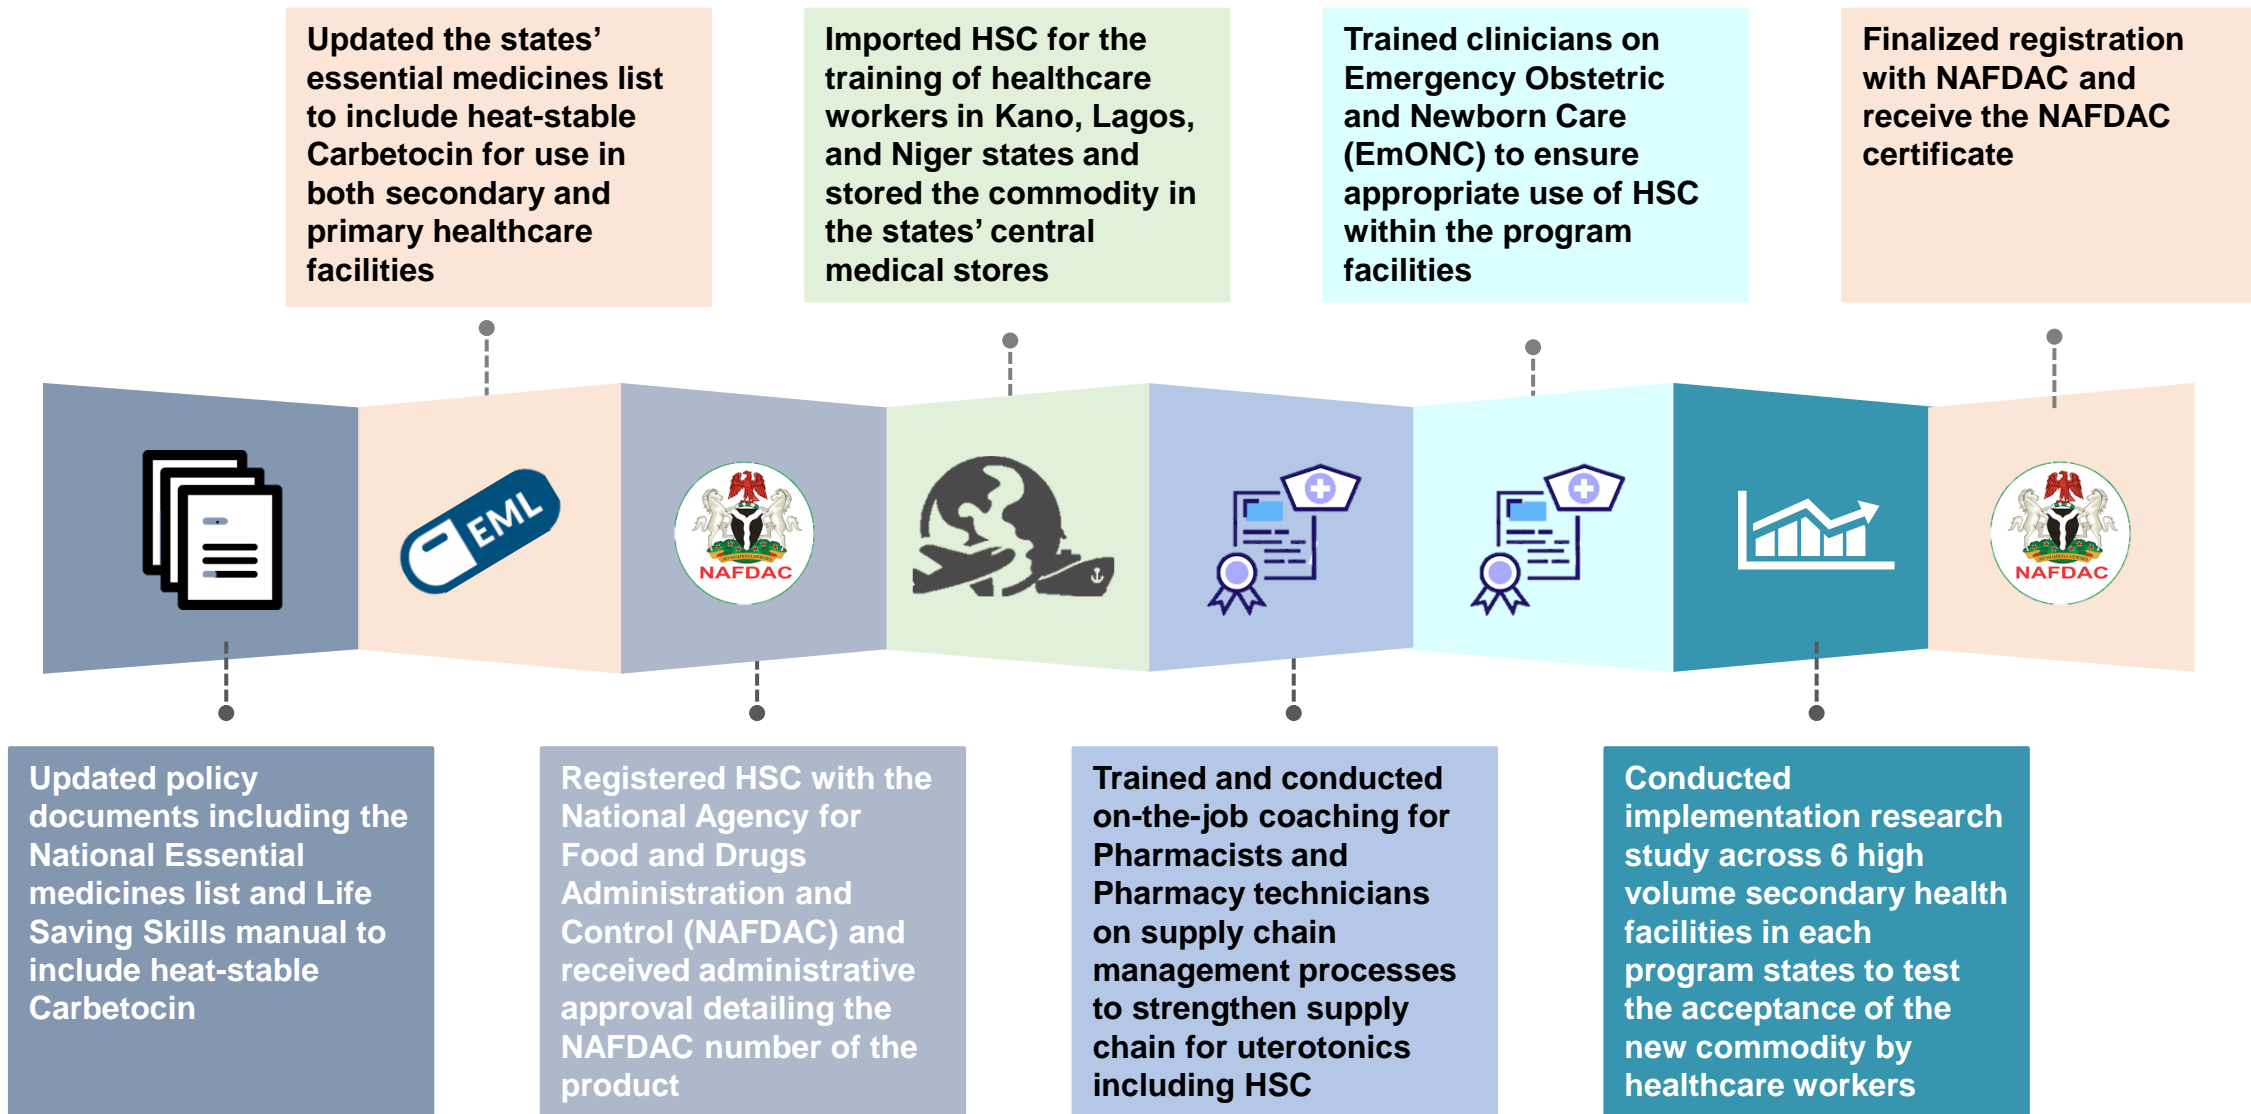 Updated the states’
essential medicines list
to include heat-stable
Carbetocin for use in
both secondary and
primary healthcare
facilities
Imported HSC for the
training of healthcare
workers in Kano, Lagos,
and Niger states and
stored the commodity in
the states’ central
medical stores
Trained clinicians on
Emergency Obstetric
and Newborn Care
(EmONC) to ensure
appropriate use of HSC
within the program
facilities
Finalized registration
with NAFDAC and
receive the NAFDAC
certificate
EML
NAFDAC
NAFDAC
Updated policy
documents including the
National Essential
medicines list and Life
Saving Skills manual to
include heat-stable
Carbetocin
Registered HSC with the
National Agency for
Food and Drugs
Administration and
Control (NAFDAC) and
received administrative
approval detailing the
NAFDAC number of the
product
Trained and conducted
on-the-job coaching for
Pharmacists and
Pharmacy technicians
on supply chain
management processes
to strengthen supply
chain for uterotonics
including HSC
Conducted
implementation research
study across 6 high
volume secondary health
facilities in each
program states to test
the acceptance of the
new commodity by
healthcare workers